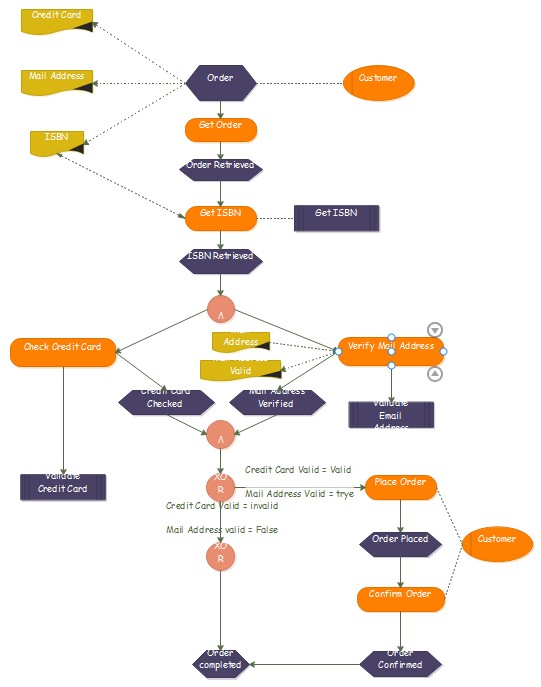 Credit Card
Mail Address
Order
Customer
Get Order
ISBN
Order Retrieved
Get ISBN
Get ISBN
ISBN Retrieved
Λ
Address
Verify Mail Address
Check Credit Card
Valid
Credit Card
Checked
Mail Address
Verified
Validate
Email
Address
Λ
Credit Card Valid = Valid
XO
R
Mail Address Valid = trye
Place Order
Validate
Credit Card
Credit Card Valid = invalid
Mail Address valid = False
Order Placed
Customer
XO
R
Confirm Order
Order
completed
Order
Confirmed